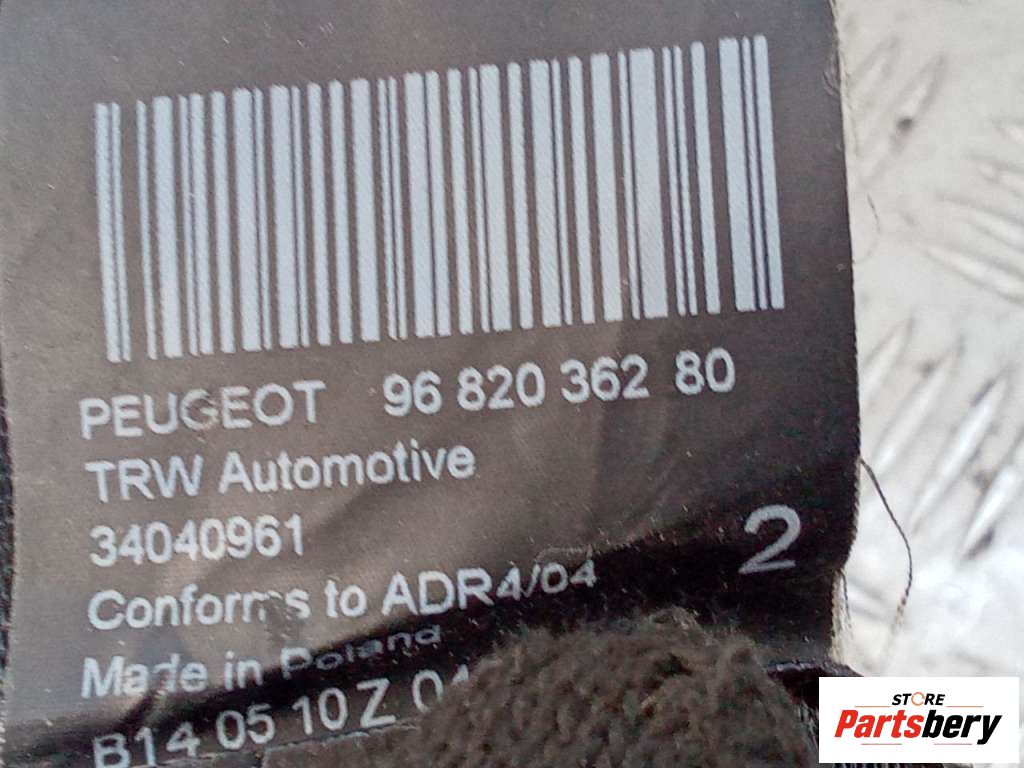 PEUGEOT 96 820 362 80
TRW Automotive
34040961
2
Conforms to ADR4/04
Made in Poland
B14 05 10 Z
STORE
Partsbery